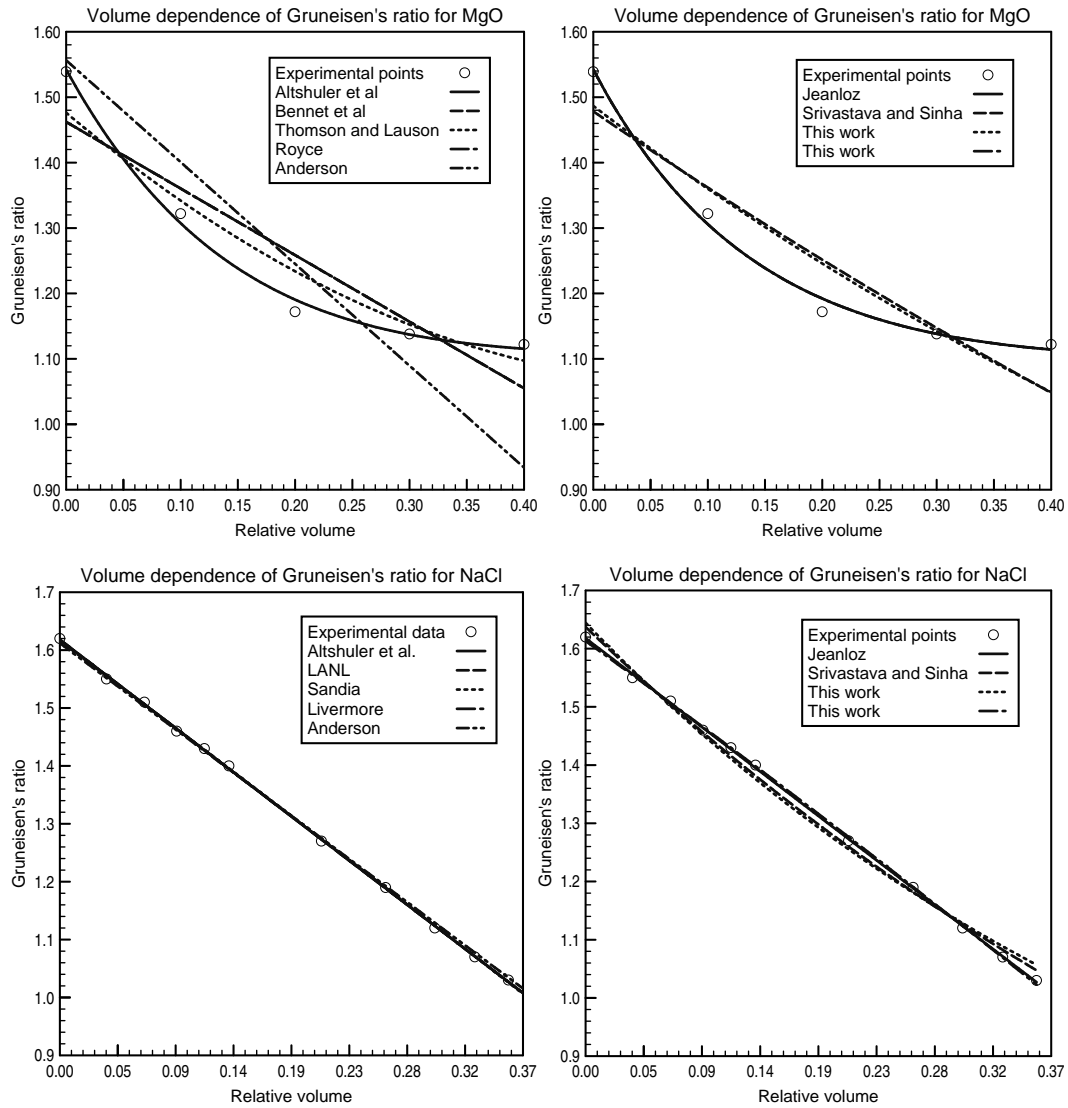 Volume dependence of Gruneisen's ratio for MgO
1.60
1.50
1.40
1.30
1.20
1.10
1.00
0.90
Gruneisen's ratio
Experimental points
Altshuler et al
Bennet et al
Thomson and Lauson
Royce
Anderson
0.00 0.05 0.10 0.15 0.20 0.25 0.30 0.35 0.40
Relative volume
Volume dependence of Gruneisen's ratio for MgO
1.60
1.50
1.40
1.30
1.20
1.10
1.00
0.90
Gruneisen's ratio
Experimental points
Jeanloz
Srivastava and Sinha
This work
This work
0.00 0.05 0.10 0.15 0.20 0.25 0.30 0.35 0.40
Relative volume
Volume dependence of Gruneisen's ratio for NaCl
1.7
1.6
1.5
1.4
1.3
1.2
1.1
1.0
0.9
Gruneisen's ratio
Experimental data
Altshuler et al.
LANL
Sandia
Livermore
Anderson
0.00 0.05 0.09 0.14 0.19 0.23 0.28 0.32 0.37
Relative volume
Volume dependence of Gruneisen's ratio for NaCl
1.7
1.6
1.5
1.4
1.3
1.2
1.1
1.0
0.9
Gruneisen's ratio
Experimental points
Jeanloz
Srivastava and Sinha
This work
This work
0.00 0.05 0.09 0.14 0.19 0.23 0.28 0.32 0.37
Relative volume